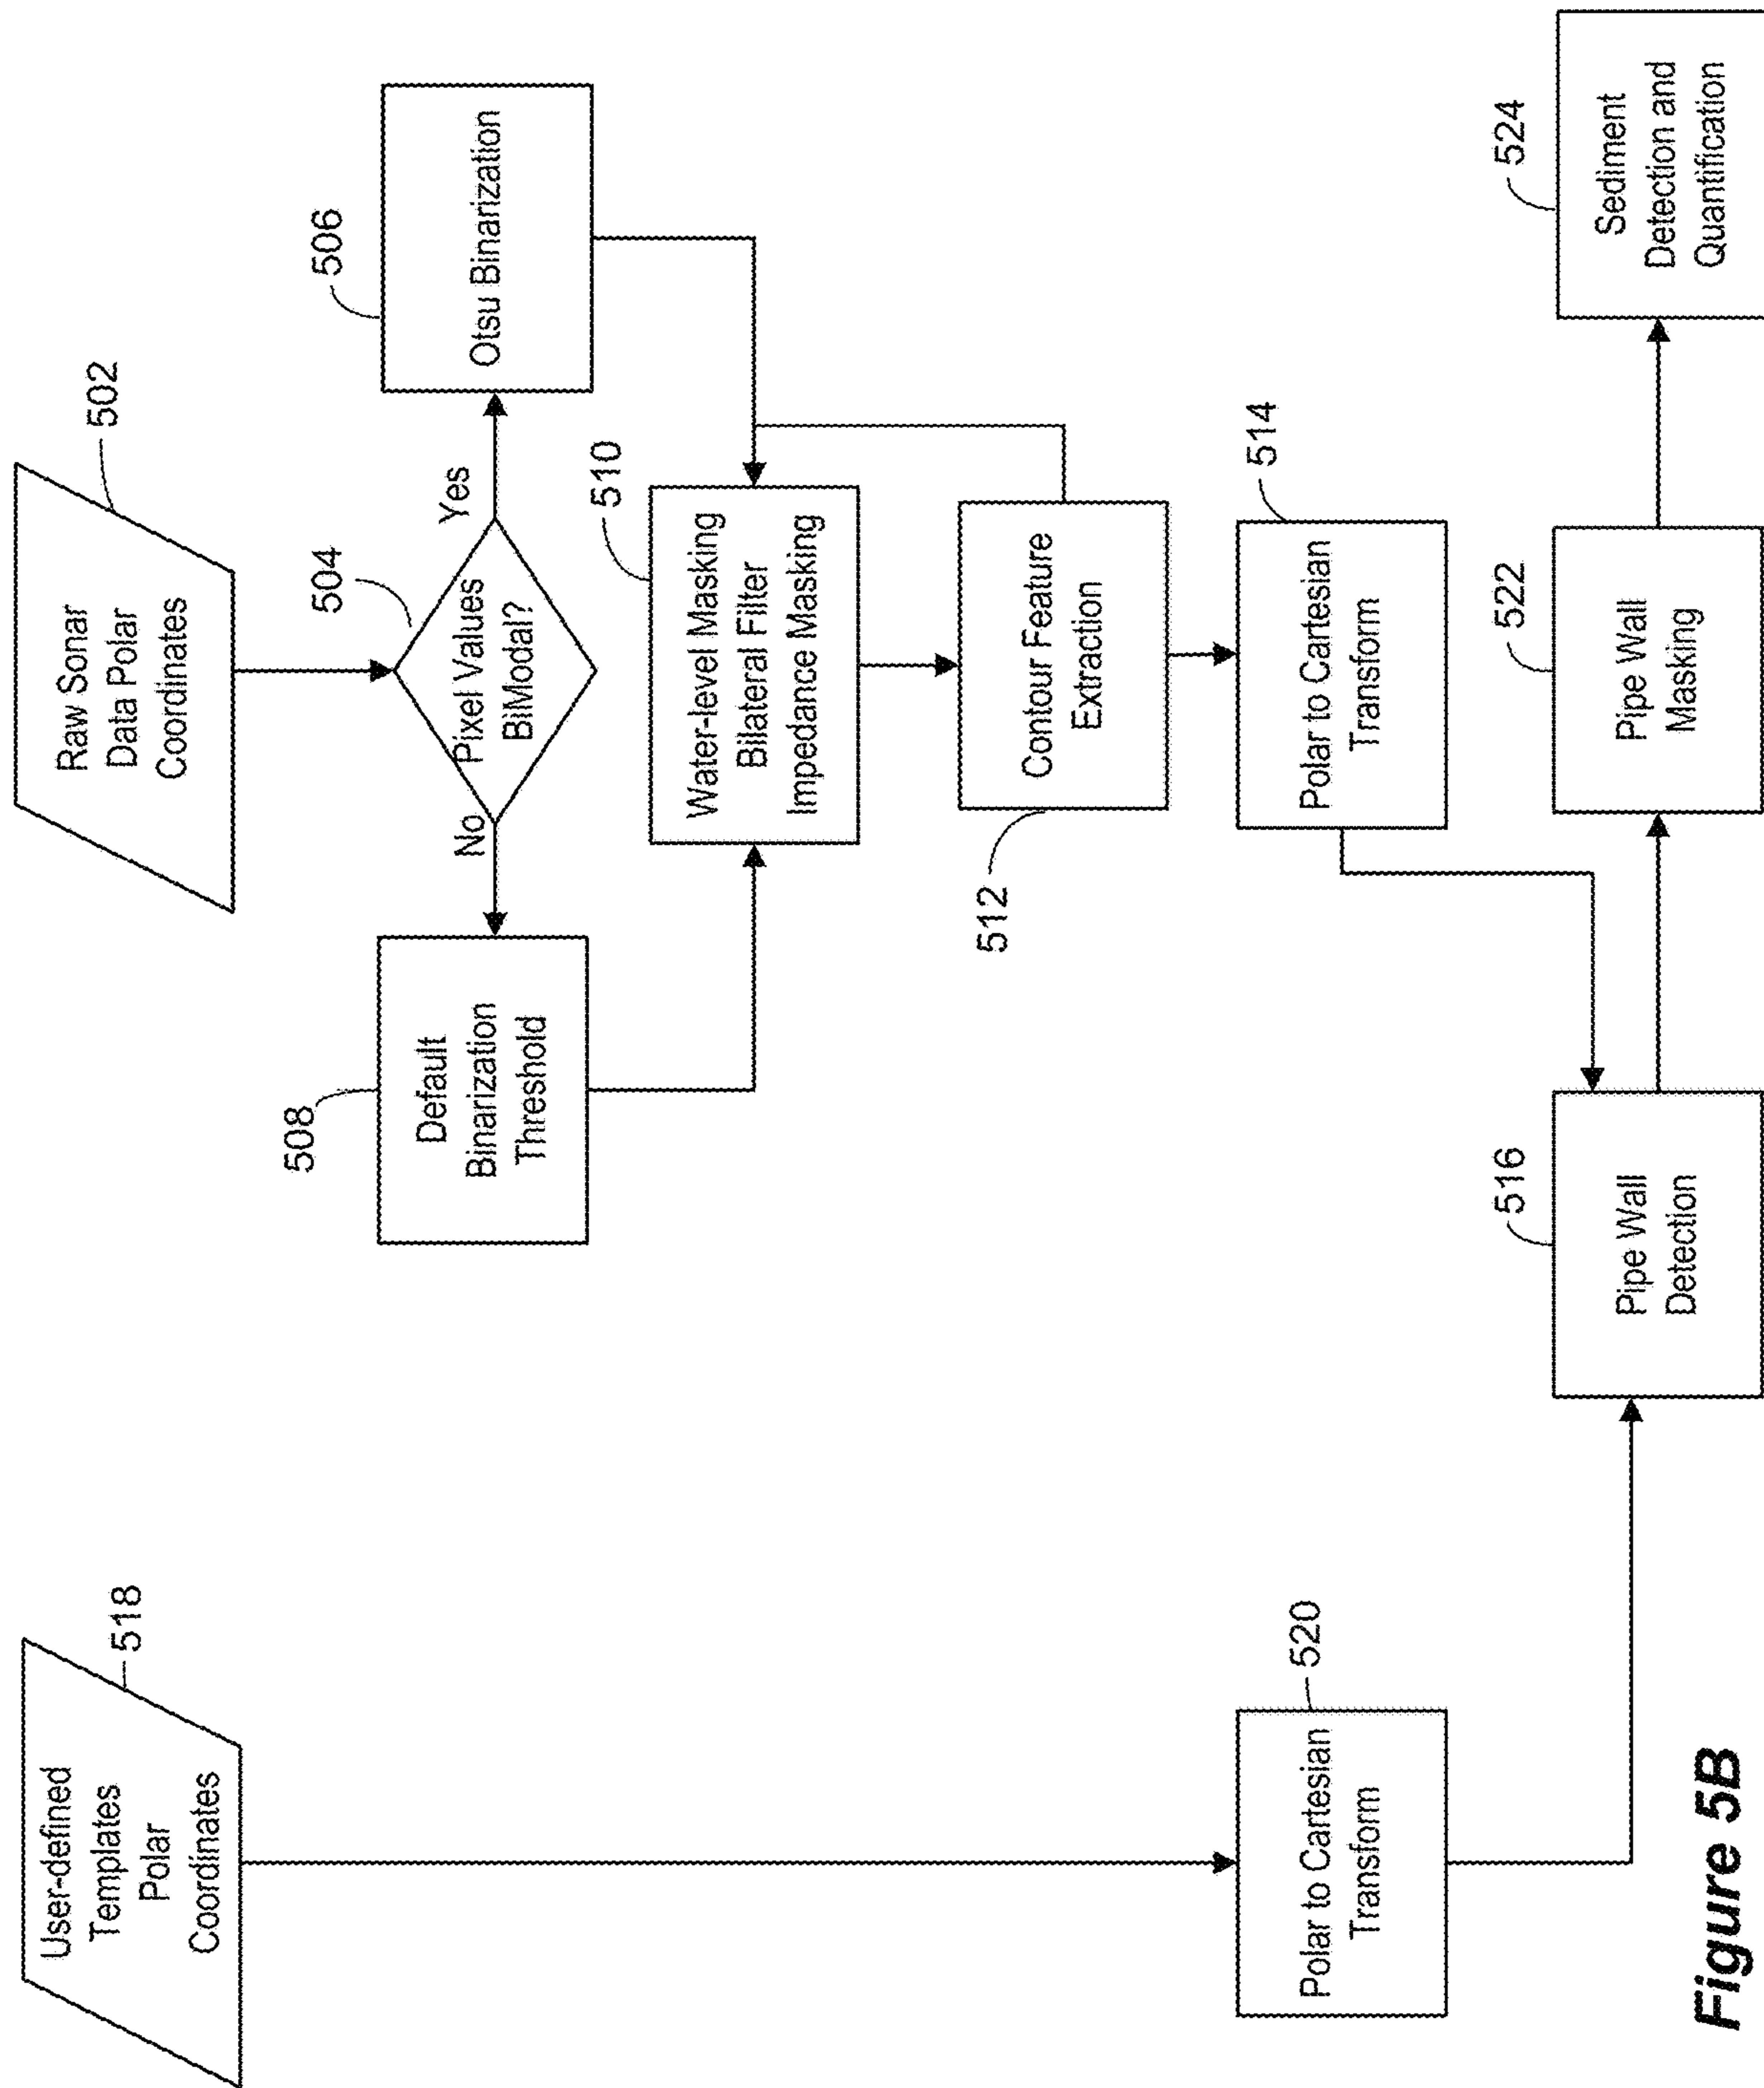 User-defined
Templates
Polar
Coordinates
518
Raw Sonar
Data Polar
Coordinates
502
504
Pixel Values
BiModal?
No
Yes
508
Default
Binarization
Threshold
506
Otsu Binarization
510
Water-level Masking
Bilateral Filter
Impedance Masking
512
Contour Feature
Extraction
520
Polar to Cartesian
Transform
514
Polar to Cartesian
Transform
516
Pipe Wall
Detection
522
Pipe Wall
Masking
524
Sediment
Detection and
Quantification
Figure 5B